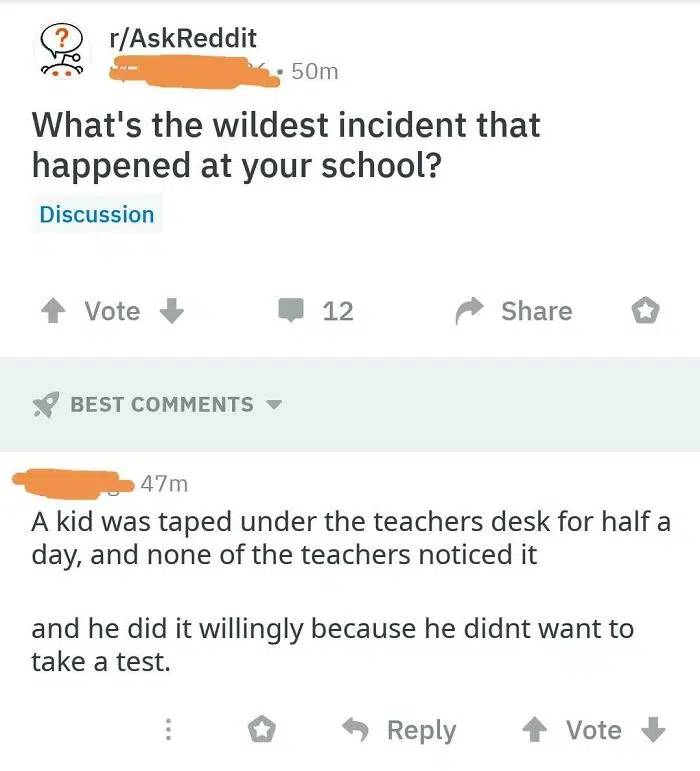 r/AskReddit
• 50m
What's the wildest incident that
happened at your school?
Discussion
Vote 12 Share
BEST COMMENTS
47m
A kid was taped under the teachers desk for half a
day, and none of the teachers noticed it
and he did it willingly because he didnt want to
take a test.
Reply Vote